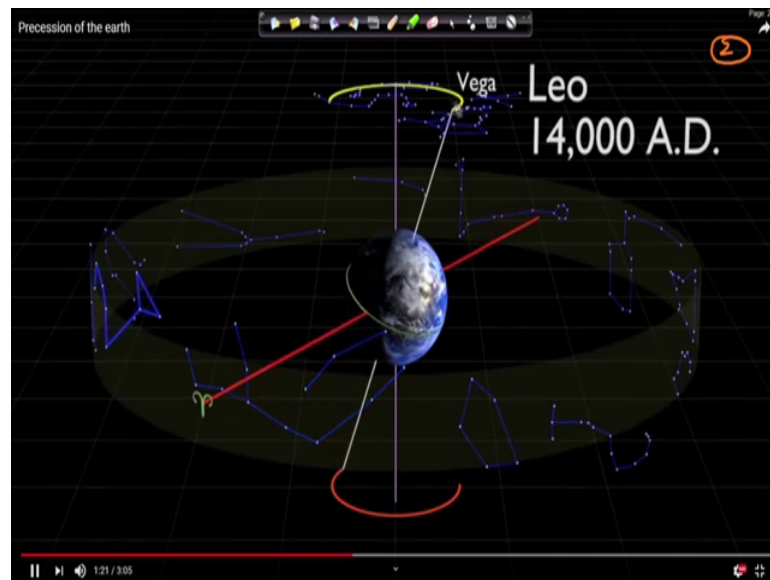 Precession of the earth
Page 2
Σ
Vega
Leo
14,000 A.D.
♈
1:21 / 3:05